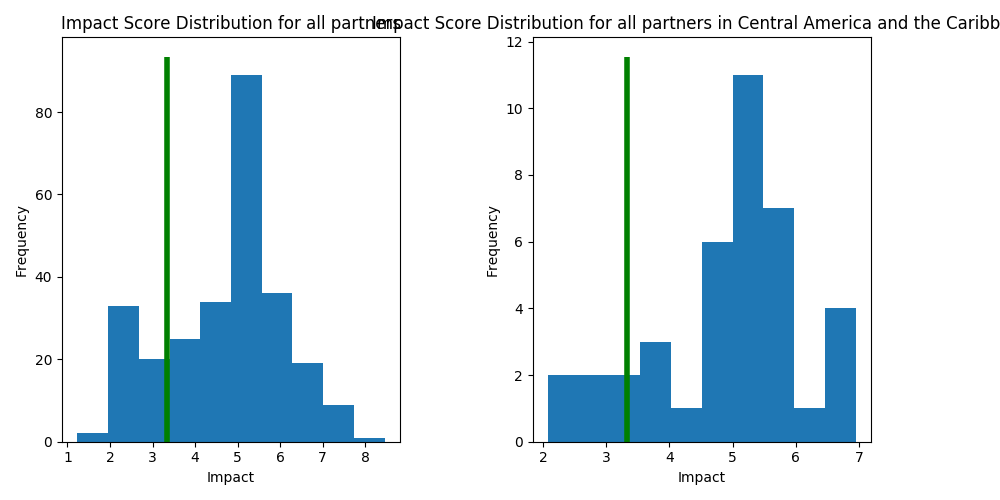 Impact Score Distribution for all partners
Impact Score Distribution for all partners in Central America and the Caribb
Frequency
80
60
40
20
0
1 2 3 4 5 6 7 8
Impact
Frequency
12
10
8
6
4
2
0
2 3 4 5 6 7
Impact